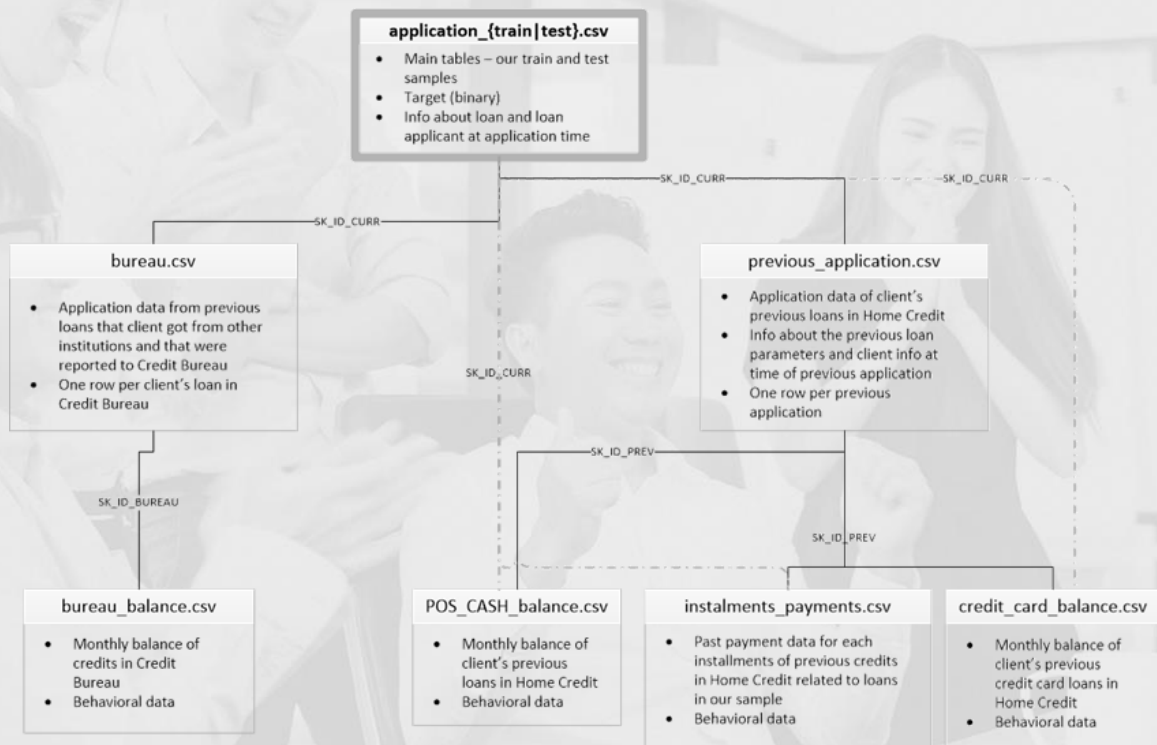 application_{train|test}.csv
• Main tables – our train and test
samples
• Target (binary)
• Info about loan and loan
applicant at application time
SK_ID_CURR
SK_ID_CURR
SK_ID_CURR
bureau.csv
• Application data from previous
loans that client got from other
institutions and that were
reported to Credit Bureau
• One row per client's loan in
Credit Bureau
previous_application.csv
• Application data of client's
previous loans in Home Credit
• Info about the previous loan
parameters and client info at
time of previous application
• One row per previous
application
SK_ID_CURR
SK_ID_PREV
SK_ID_BUREAU
SK_ID_PREV
bureau_balance.csv
• Monthly balance of
credits in Credit
Bureau
• Behavioral data
POS_CASH_balance.csv
• Monthly balance of
client's previous
loans in Home Credit
• Behavioral data
instalments_payments.csv
• Past payment data for each
installments of previous credits
in Home Credit related to loans
in our sample
• Behavioral data
credit_card_balance.csv
• Monthly balance of
client's previous
credit card loans in
Home Credit
• Behavioral data